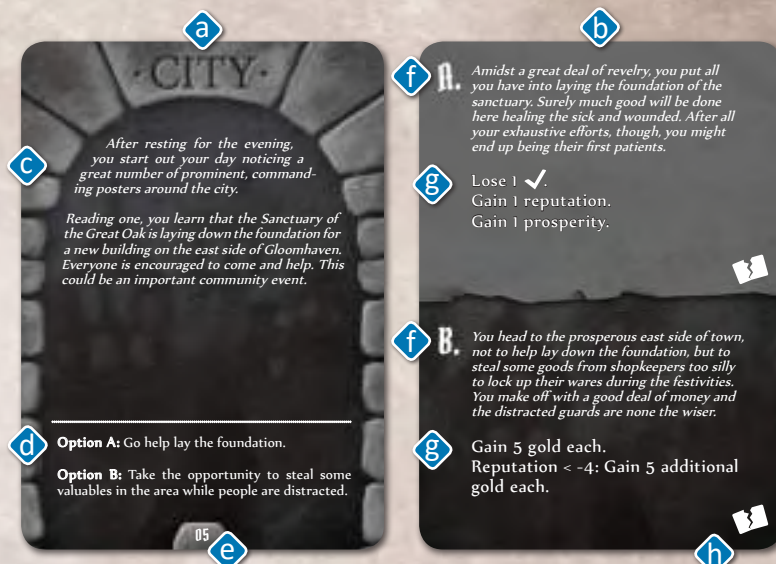 a
b
·CITY·
c
After resting for the evening,
you start out your day noticing a
great number of prominent, command-
ing posters around the city.
Reading one, you learn that the Sanctuary of
the Great Oak is laying down the foundation for
a new building on the east side of Gloomhaven.
Everyone is encouraged to come and help. This
could be an important community event.
d
Option A: Go help lay the foundation.
Option B: Take the opportunity to steal some
valuables in the area while people are distracted.
05
e
f
A.
Amidst a great deal of revelry, you put all
you have into laying the foundation of the
sanctuary. Surely much good will be done
here healing the sick and wounded. After all
your exhaustive efforts, though, you might
end up being their first patients.
g
Lose 1 ✓.
Gain 1 reputation.
Gain 1 prosperity.
f
B.
You head to the prosperous east side of town,
not to help lay down the foundation, but to
steal some goods from shopkeepers too silly
to lock up their wares during the festivities.
You make off with a good deal of money and
the distracted guards are none the wiser.
g
Gain 5 gold each.
Reputation < -4: Gain 5 additional
gold each.
h